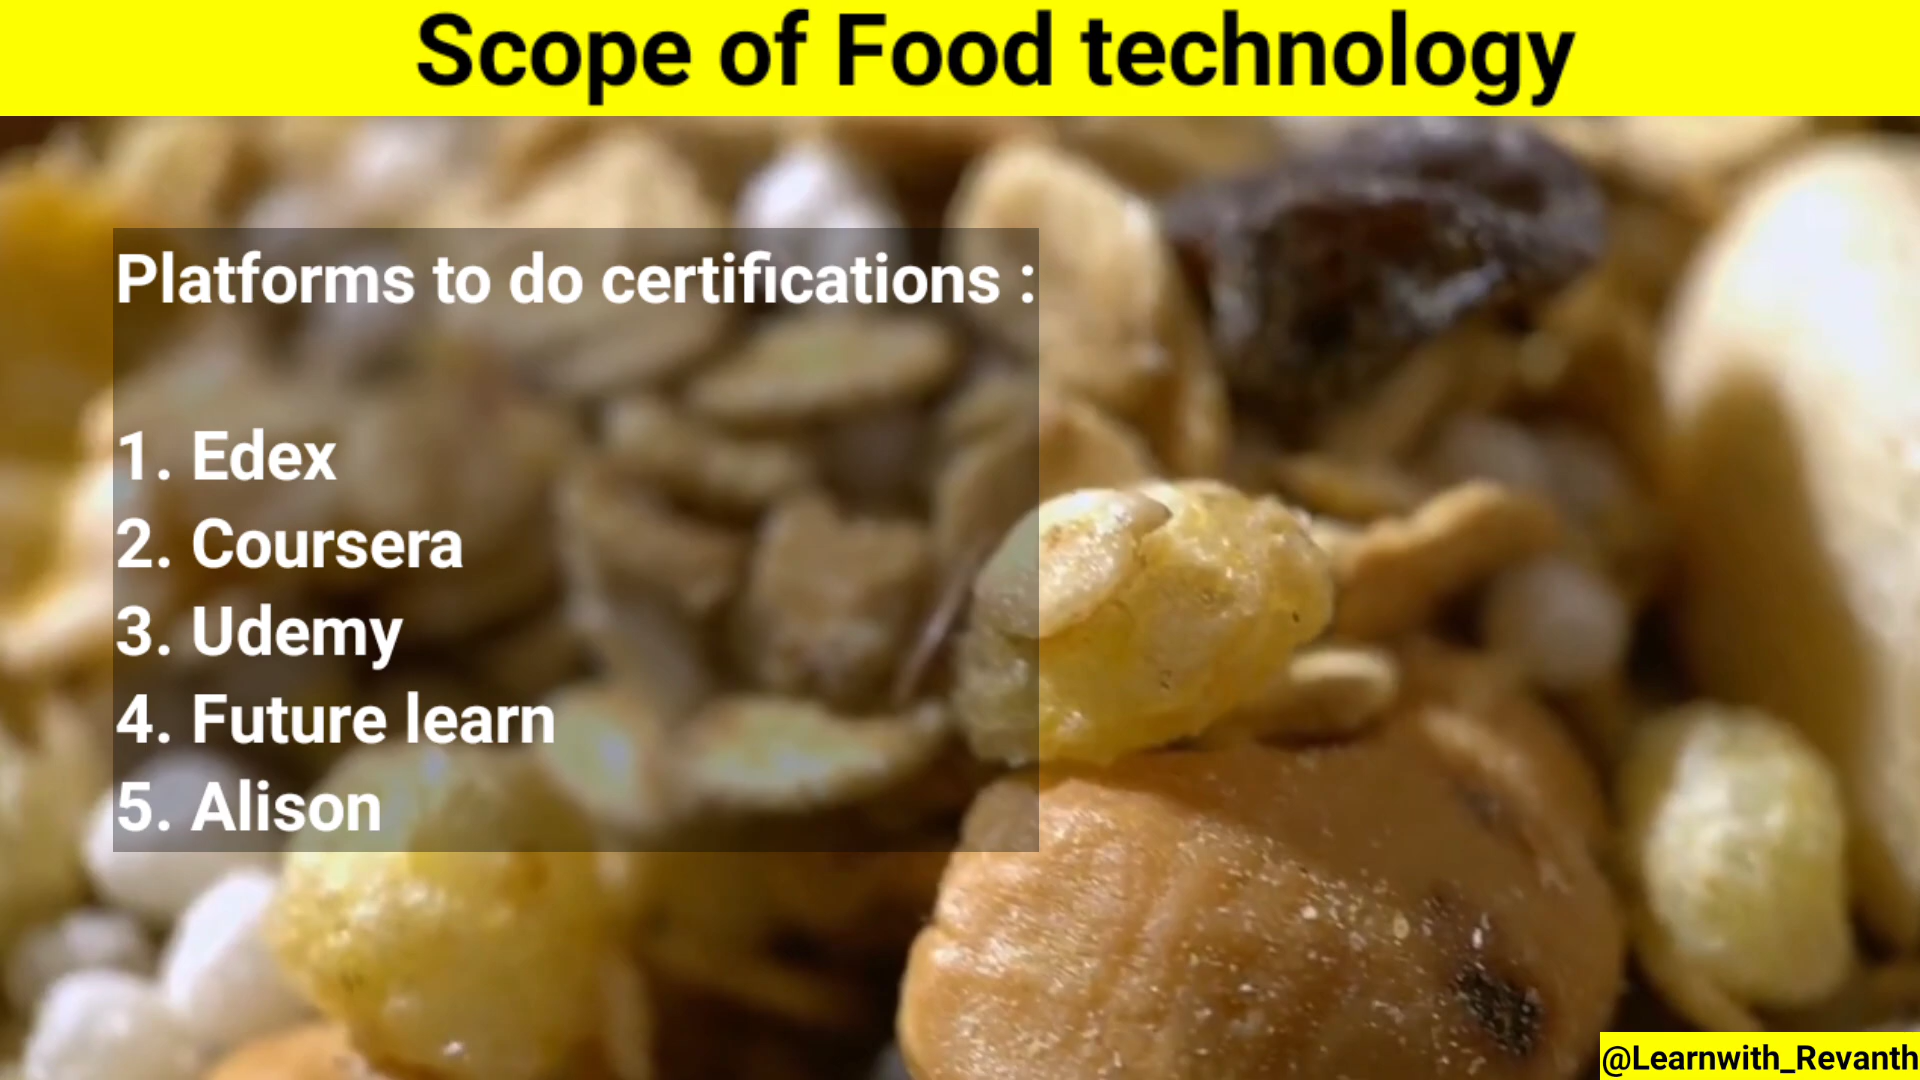 Scope of Food technology
Platforms to do certifications :
1. Edex
2. Coursera
3. Udemy
4. Future learn
5. Alison
@Learnwith_Revanth